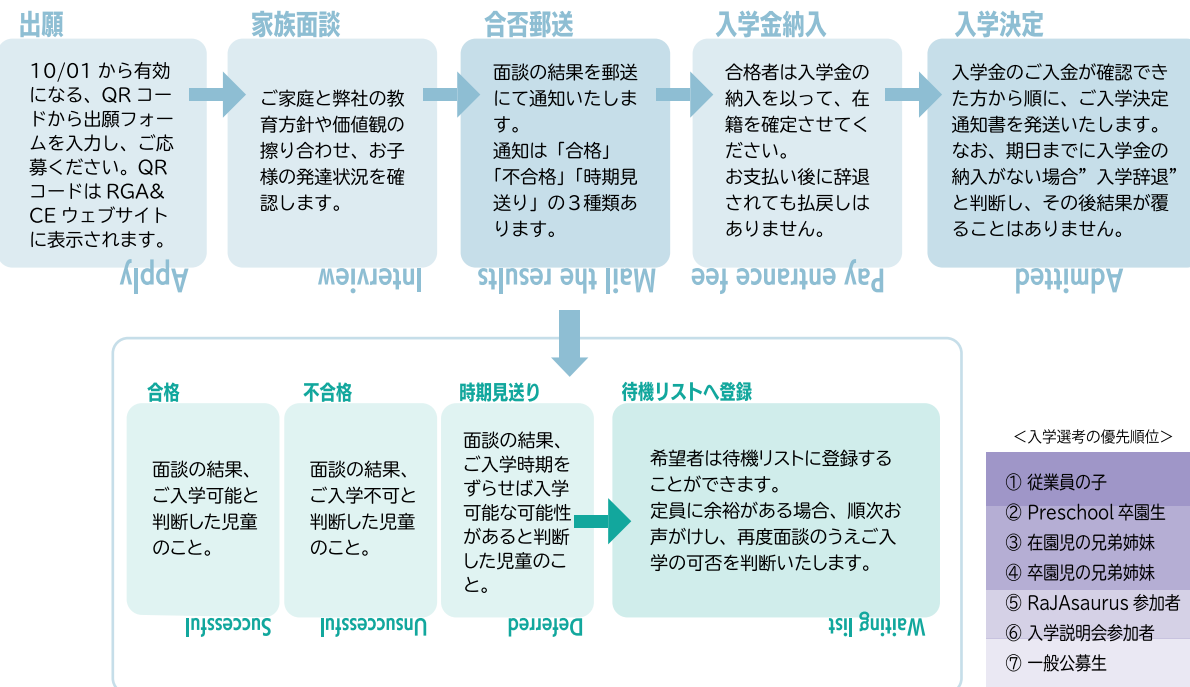 出願
10/01 から有効
になる、QR コー
ドから出願フォー
ムを入力し、ご応
募ください。QR
コードは RGA&
CE ウェブサイト
に表示されます。
Apply
家族面談
ご家庭と弊社の教
育方針や価値観の
擦り合わせ、お子
様の発達状況を確
認します。
Interview
合否郵送
面談の結果を郵送
にて通知いたしま
す。
通知は「合格」
「不合格」「時期見
送り」の３種類あ
ります。
Mail the results
入学金納入
合格者は入学金の
納入を以って、在
籍を確定させてく
ださい。
お支払い後に辞退
されても払戻しは
ありません。
Pay entrance fee
入学決定
入学金のご入金が確認でき
た方から順に、ご入学決定
通知書を発送いたします。
なお、期日までに入学金の
納入がない場合”入学辞退”
と判断し、その後結果が覆
ることはありません。
Admitted
合格
面談の結果、
ご入学可能と
判断した児童
のこと。
Successful
不合格
面談の結果、
ご入学不可と
判断した児童
のこと。
Unsuccessful
時期見送り
面談の結果、
ご入学時期を
ずらせば入学
可能な可能性
があると判断
した児童のこ
と。
Deferred
待機リストへ登録
希望者は待機リストに登録する
ことができます。
定員に余裕がある場合、順次お
声がけし、再度面談のうえご入
学の可否を判断いたします。
Waiting list
＜入学選考の優先順位＞
① 従業員の子
② Preschool 卒園生
③ 在園児の兄弟姉妹
④ 卒園児の兄弟姉妹
⑤ RaJAsaurus 参加者
⑥ 入学説明会参加者
⑦ 一般公募生